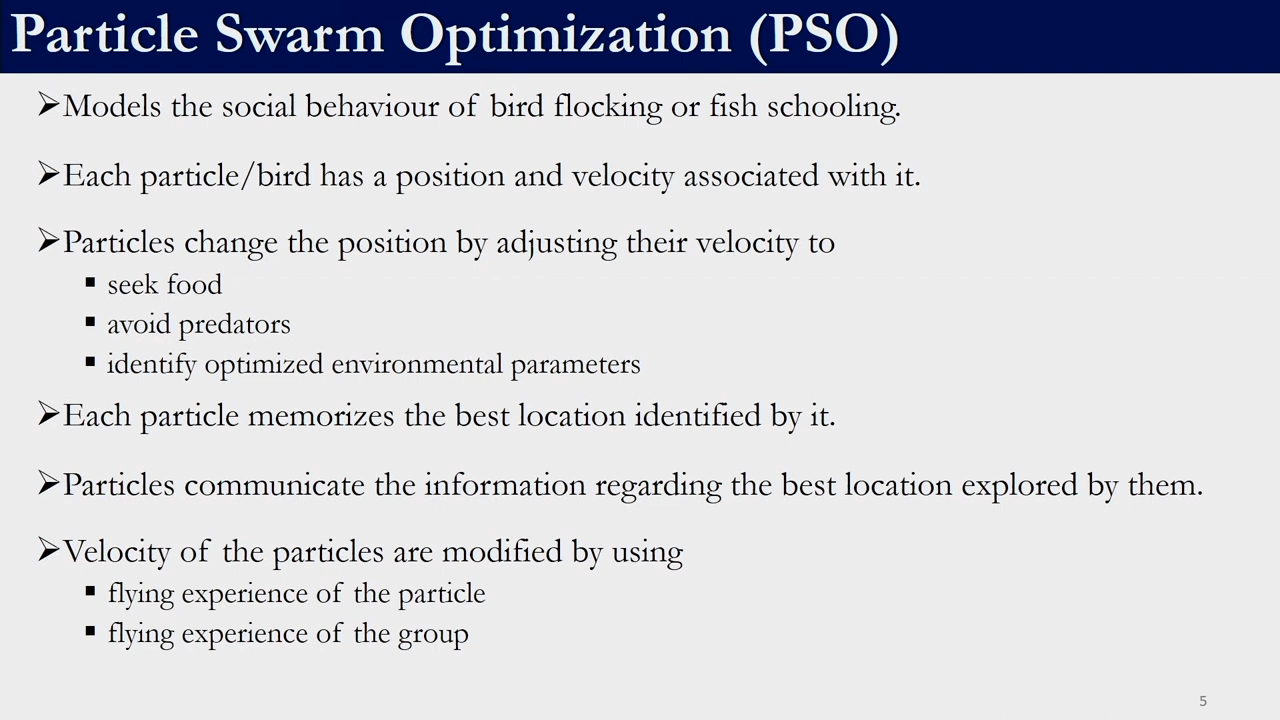 Particle Swarm Optimization (PSO)
➢Models the social behaviour of bird flocking or fish schooling.
➢Each particle/bird has a position and velocity associated with it.
➢Particles change the position by adjusting their velocity to
▪ seek food
▪ avoid predators
▪ identify optimized environmental parameters
➢Each particle memorizes the best location identified by it.
➢Particles communicate the information regarding the best location explored by them.
➢Velocity of the particles are modified by using
▪ flying experience of the particle
▪ flying experience of the group
5